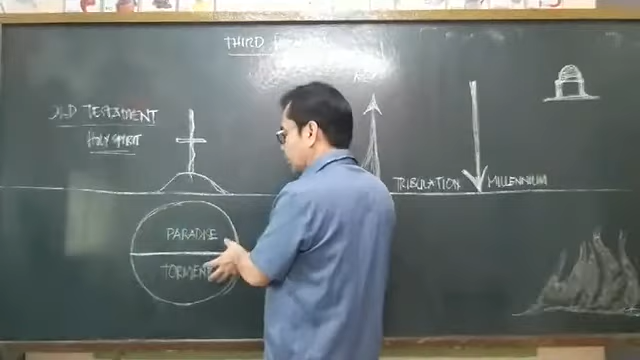 THIRD
OLD TESTAMENT
HOLY SPIRIT
TRIBULATION
MILLENNIUM
PARADISE
TORMENT